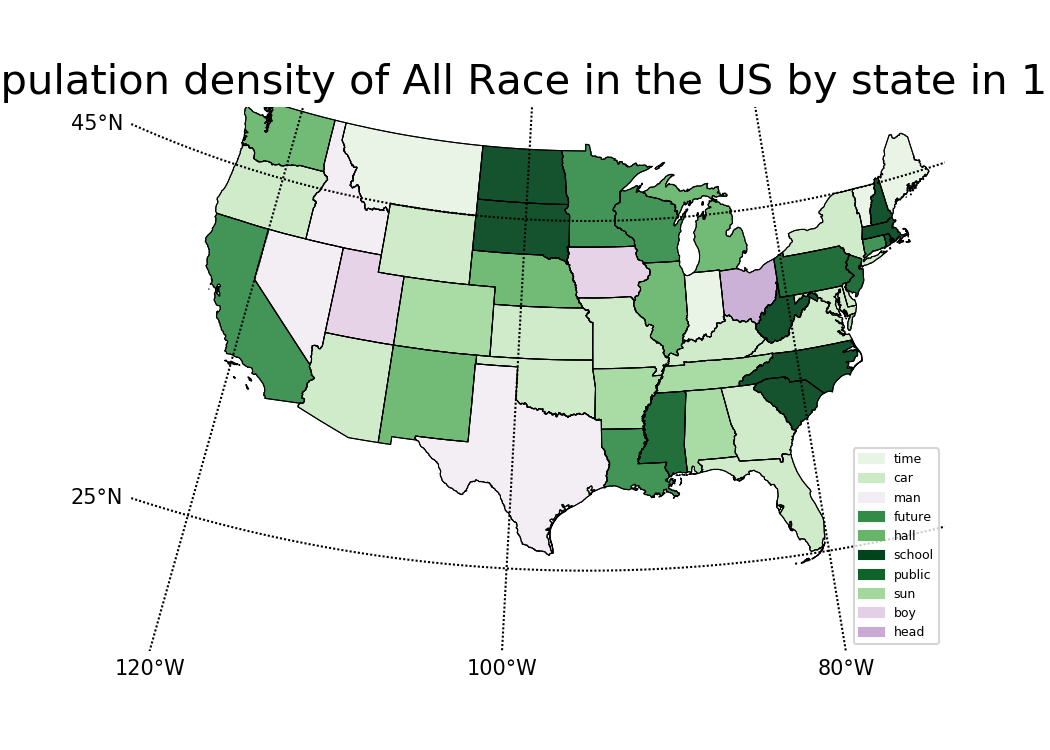 pulation density of All Race in the US by state in 1
45°N
25°N
120°W
100°W
80°W
time
car
man
future
hall
school
public
sun
boy
head